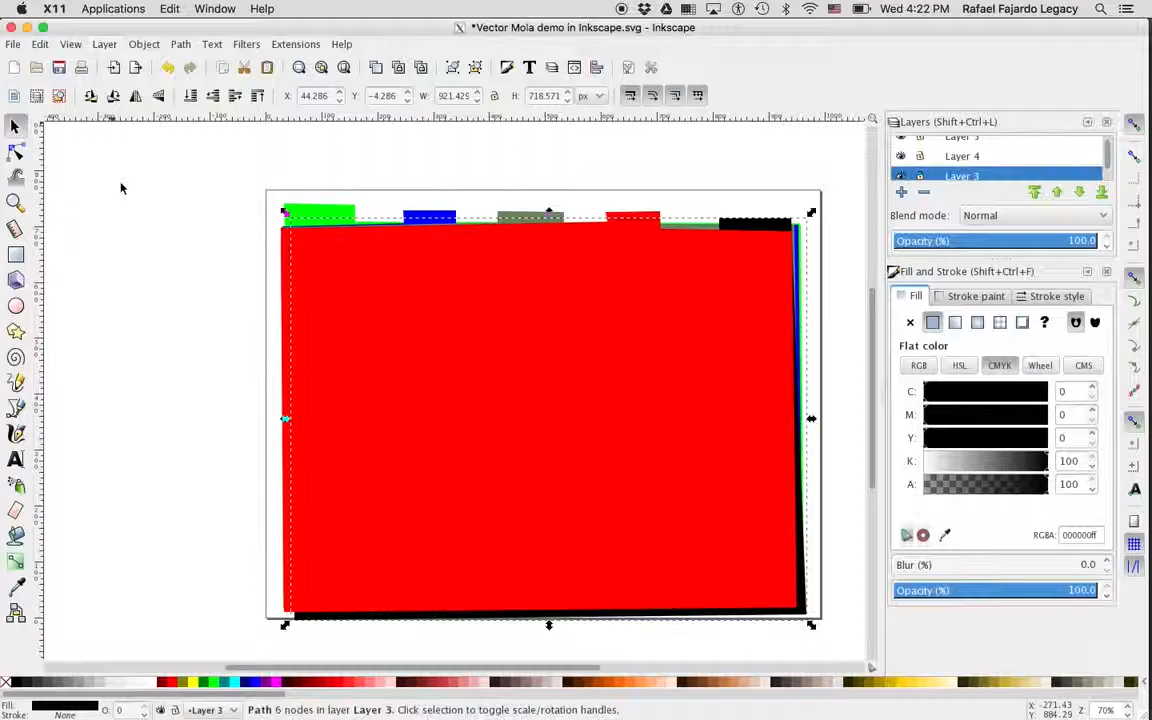 X11 Applications Edit Window Help Wed 4:22 PM Rafael Fajardo Legacy
*Vector Mola demo in Inkscape.svg - Inkscape
File Edit View Layer Object Path Text Filters Extensions Help
X: 44.286 Y: -4.286 W: 921.429 H: 718.571 px
Layers (Shift+Ctrl+L)
Layer 5
Layer 4
Layer 3
Blend mode: Normal
Opacity (%) 100.0
Fill and Stroke (Shift+Ctrl+F)
Fill Stroke paint Stroke style
Flat color
RGB HSL CMYK Wheel CMS
C: 0
M: 0
Y: 0
K: 100
A: 100
RGBA: 000000ff
Blur (%) 0.0
Opacity (%) 100.0
Fill: O: 0 •Layer 3 Path 6 nodes in layer Layer 3. Click selection to toggle scale/rotation handles. X: -271.43 Z: 70%
Stroke: None Y: 884.29